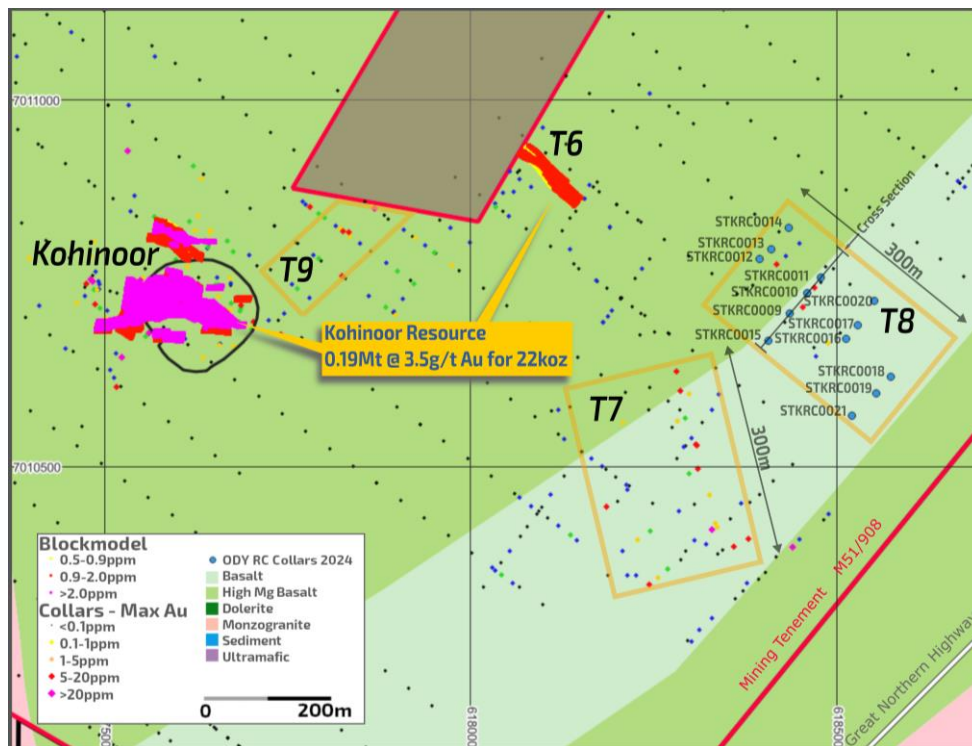 7011000
T6
Kohinoor
T9
Kohinoor Resource
0.19Mt @ 3.5g/t Au for 22koz
STKRC0014
STKRC0013
STKRC0012
STKRC0011
STKRC0010
STKRC0009
STKRC0015
STKRC0020
STKRC0017
STKRC0016
STKRC0018
STKRC0019
STKRC0021
Cross Section
300m
T8
T7
300m
7010500
Blockmodel
0.5-0.9ppm
0.9-2.0ppm
>2.0ppm
Collars - Max Au
<0.1ppm
0.1-1ppm
1-5ppm
5-20ppm
>20ppm
ODY RC Collars 2024
Basalt
High Mg Basalt
Dolerite
Monzogranite
Sediment
Ultramafic
0 200m
618000
Mining Tenement M51/908
Great Northern Highway